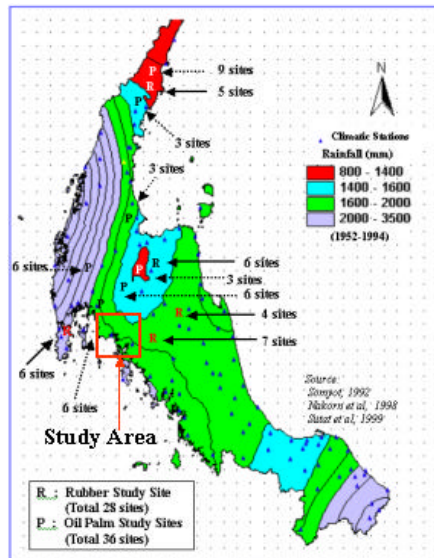 P
9 sites
R
5 sites
N
P
3 sites
Climatic Stations
Rainfall (mm)
800 - 1400
1400 - 1600
1600 - 2000
2000 - 3500
(1952-1994)
3 sites
P
6 sites
P
R
6 sites
P
3 sites
P
6 sites
P
R
4 sites
R
R
7 sites
6 sites
6 sites
Study Area
Source:
Sompot, 1992
Nakorn et al, 1998
Sutat et al, 1999
R : Rubber Study Site
(Total 28 sites)
P : Oil Palm Study Sites
(Total 36 sites)